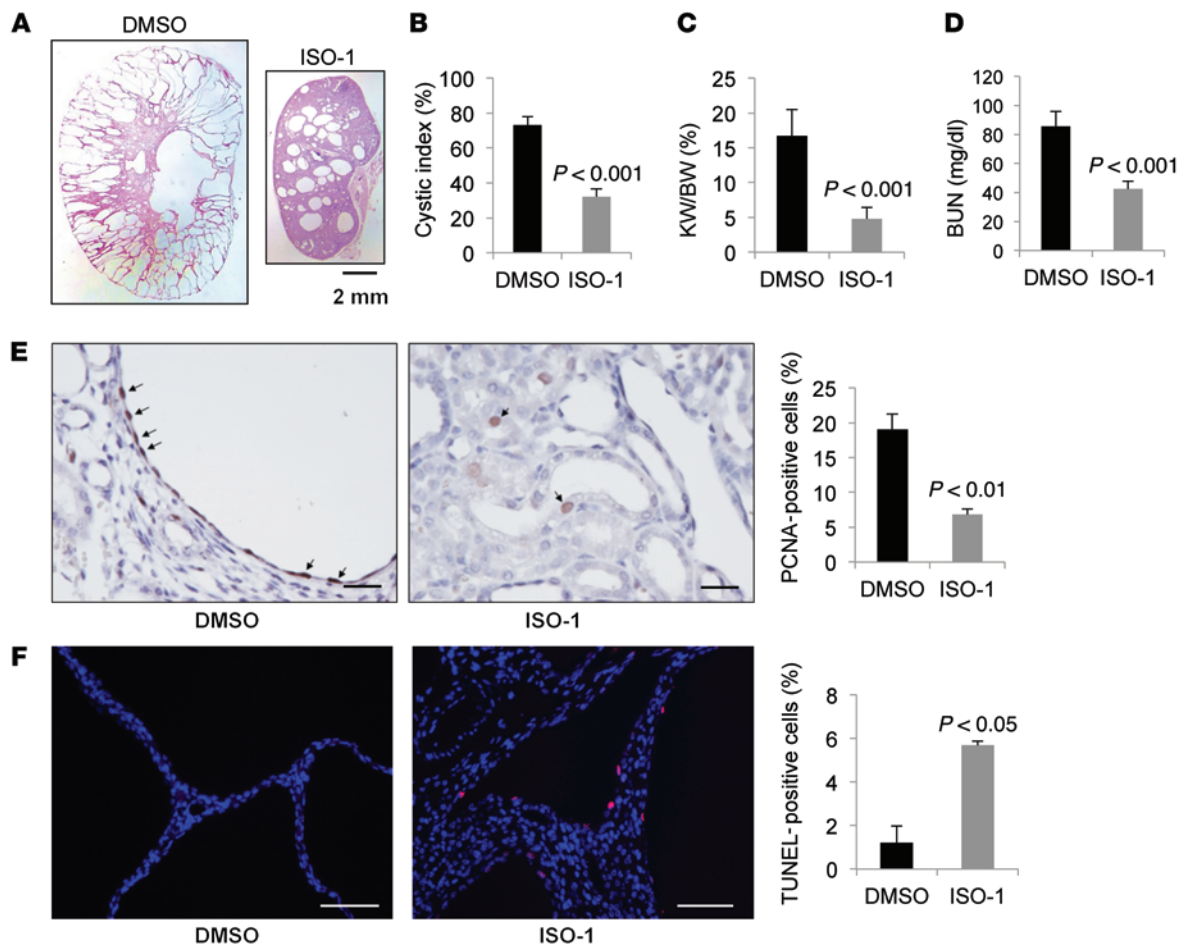 A
DMSO
ISO-1
2 mm
B
Cystic index (%)
100
80
60
40
20
0
P < 0.001
DMSO ISO-1
C
KW/BW (%)
25
20
15
10
5
0
P < 0.001
DMSO ISO-1
D
BUN (mg/dl)
120
100
80
60
40
20
0
P < 0.001
DMSO ISO-1
E
DMSO
ISO-1
PCNA-positive cells (%)
25
20
15
10
5
0
P < 0.01
DMSO ISO-1
F
DMSO
ISO-1
TUNEL-positive cells (%)
8
6
4
2
0
P < 0.05
DMSO ISO-1